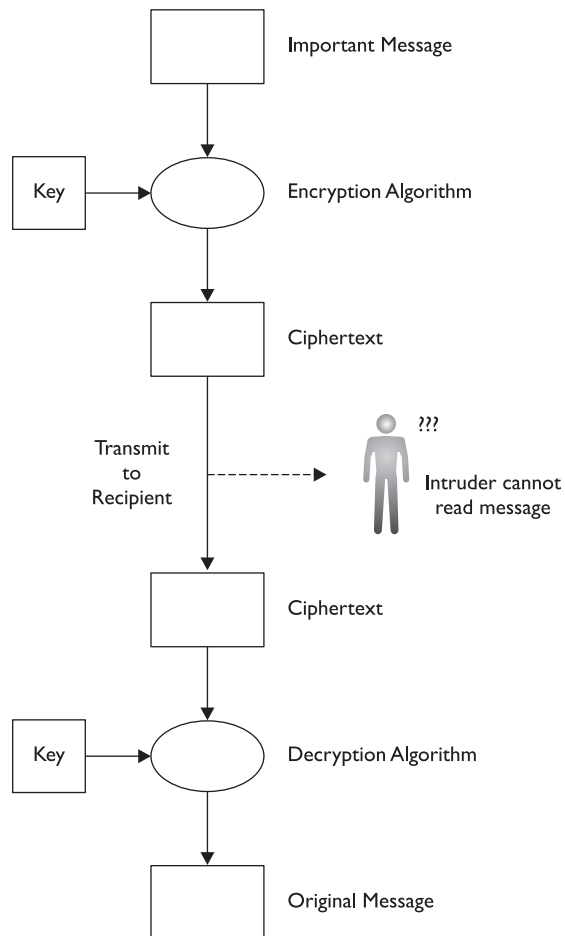 Important Message
Key
Encryption Algorithm
Ciphertext
???
Transmit
to
Recipient
Intruder cannot
read message
Ciphertext
Key
Decryption Algorithm
Original Message